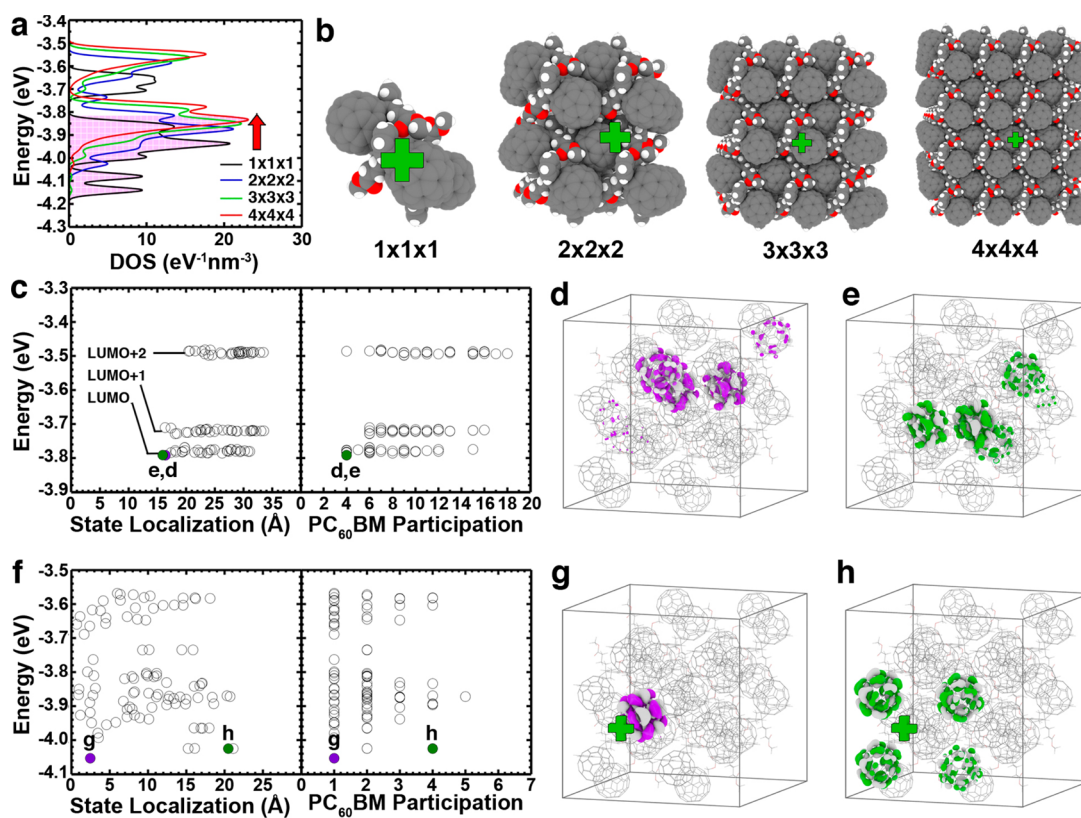 a
-3.4
-3.5
-3.6
-3.7
-3.8
-3.9
-4.0
-4.1
-4.2
-4.3
Energy (eV)
1x1x1
2x2x2
3x3x3
4x4x4
0 10 20 30
DOS (eV⁻¹nm⁻³)
b
1x1x1 2x2x2 3x3x3 4x4x4
c
-3.3
-3.4
-3.5
-3.6
-3.7
-3.8
-3.9
Energy (eV)
LUMO+2
LUMO+1
LUMO
e,d
d,e
0 5 10 15 20 25 30 35
0 2 4 6 8 10 12 14 16 18 20
State Localization (Å)
PC₆₀BM Participation
d
e
f
-3.5
-3.6
-3.7
-3.8
-3.9
-4.0
-4.1
Energy (eV)
g
h
g
h
0 5 10 15 20 25
0 1 2 3 4 5 6 7
State Localization (Å)
PC₆₀BM Participation
g
h